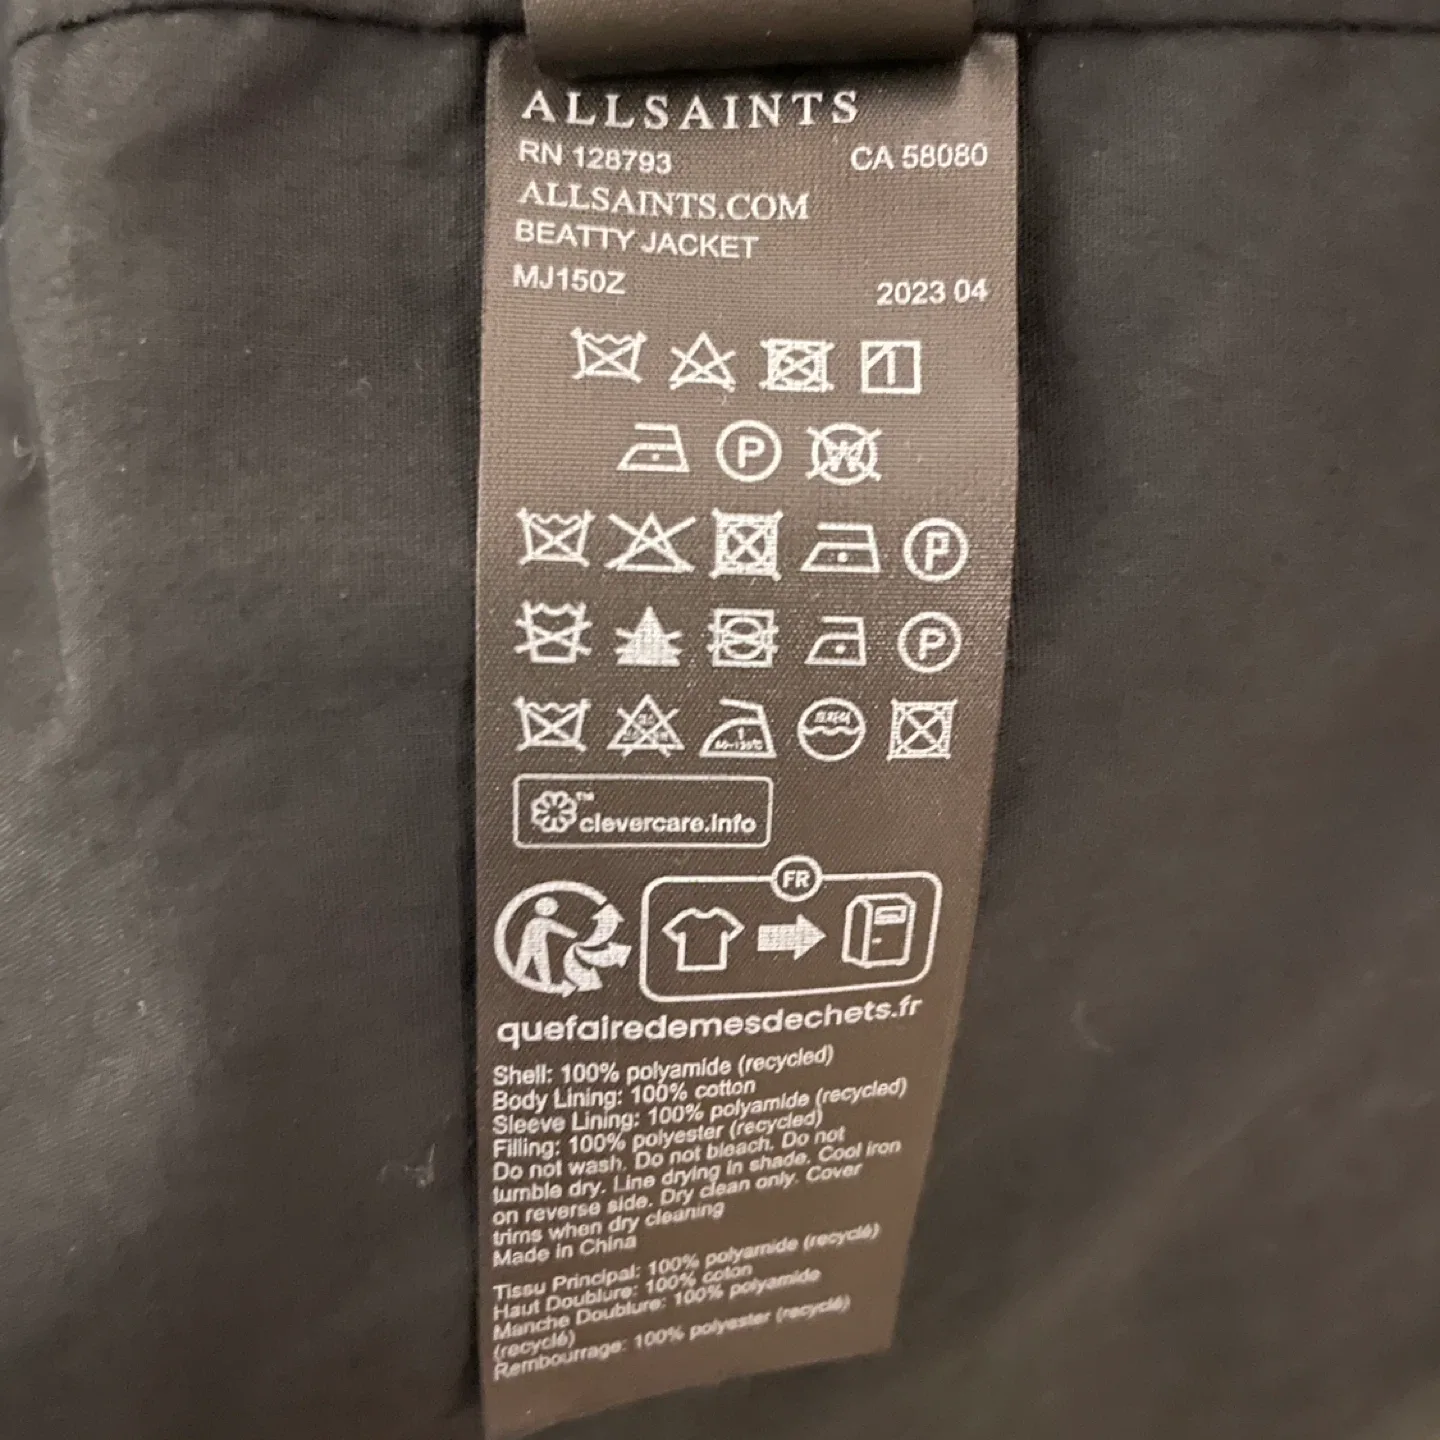 ALLSAINTS
RN 128793 CA 58080
ALLSAINTS.COM
BEATTY JACKET
MJ150Z 2023 04
1
P W
P
P
clevercare.info
TM
FR
quefairedemesdechets.fr
Shell: 100% polyamide (recycled)
Body Lining: 100% cotton
Sleeve Lining: 100% polyamide (recycled)
Filling: 100% polyester (recycled)
Do not wash. Do not bleach. Do not
tumble dry. Line drying in shade. Cool iron
on reverse side. Dry clean only. Cover
trims when dry cleaning
Made in China
Tissu Principal: 100% polyamide (recyclé)
Haut Doublure: 100% coton
Manche Doublure: 100% polyamide
(recyclé)
Rembourrage: 100% polyester (recyclé)